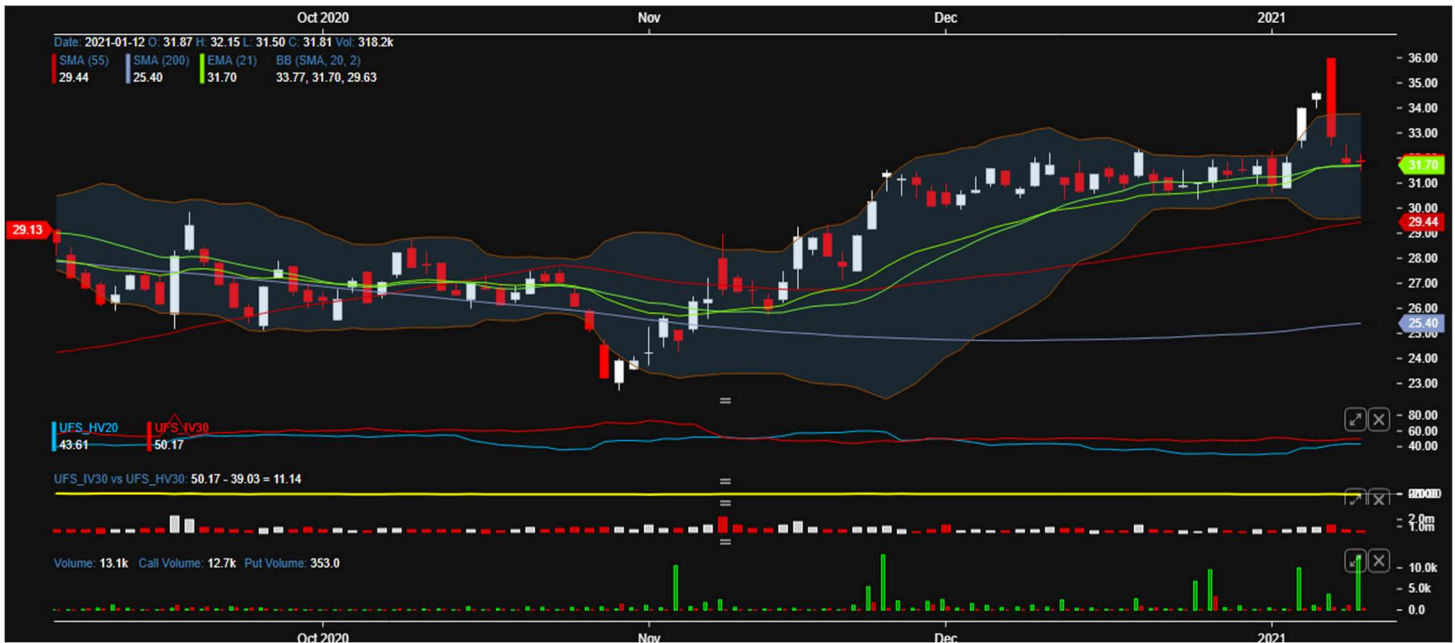 Oct 2020 Nov Dec 2021
Date: 2021-01-12 O: 31.87 H: 32.15 L: 31.50 C: 31.81 Vol: 318.2k
SMA (55) SMA (200) EMA (21) BB (SMA, 20, 2)
29.44 25.40 31.70 33.77, 31.70, 29.63
36.00
35.00
34.00
33.00
31.70
31.00
30.00
29.13
29.44
29.00
28.00
27.00
26.00
25.40
25.00
24.00
23.00
UFS_HV20 UFS_IV30
43.61 50.17
80.00
60.00
40.00
UFS_IV30 vs UFS_HV30: 50.17 - 39.03 = 11.14
2.0m
1.0m
Volume: 13.1k Call Volume: 12.7k Put Volume: 353.0
10.0k
5.0k
0.0
Oct 2020 Nov Dec 2021